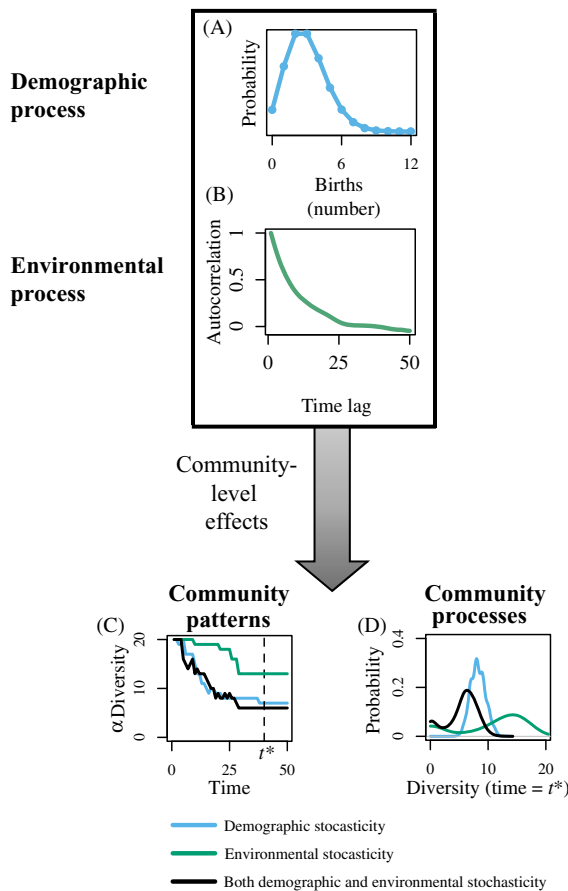 (A)
Demographic
process
Probability
0
6
12
Births
(number)
(B)
Environmental
process
Autocorrelation
1
0.5
0
0
25
50
Time lag
Community-
level
effects
Community
patterns
(C)
α Diversity
20
10
0
0
25
t*
50
Time
Community
processes
(D)
Probability
0.4
0.2
0
0
10
20
Diversity (time = t*)
Demographic stocasticity
Environmental stocasticity
Both demographic and environmental stochasticity